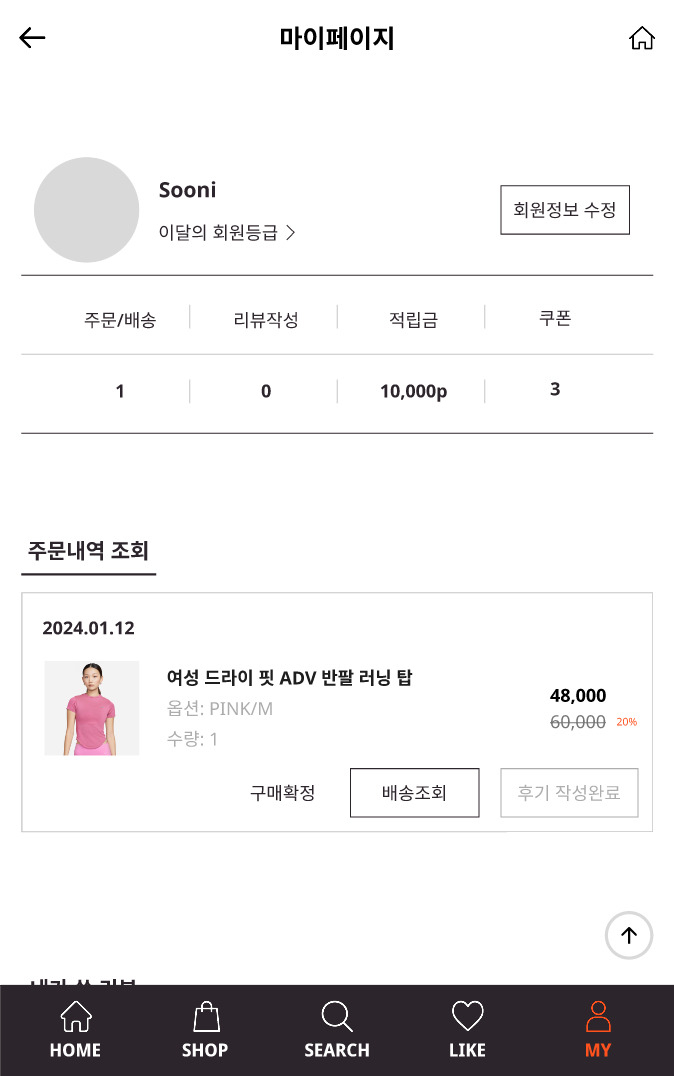 마이페이지
Sooni
이달의 회원등급
회원정보 수정
주문/배송 리뷰작성 적립금 쿠폰
1 0 10,000p 3
주문내역 조회
2024.01.12
여성 드라이 핏 ADV 반팔 러닝 탑
옵션: PINK/M
수량: 1
48,000
60,000 20%
구매확정 배송조회 후기 작성완료
HOME SHOP SEARCH LIKE MY